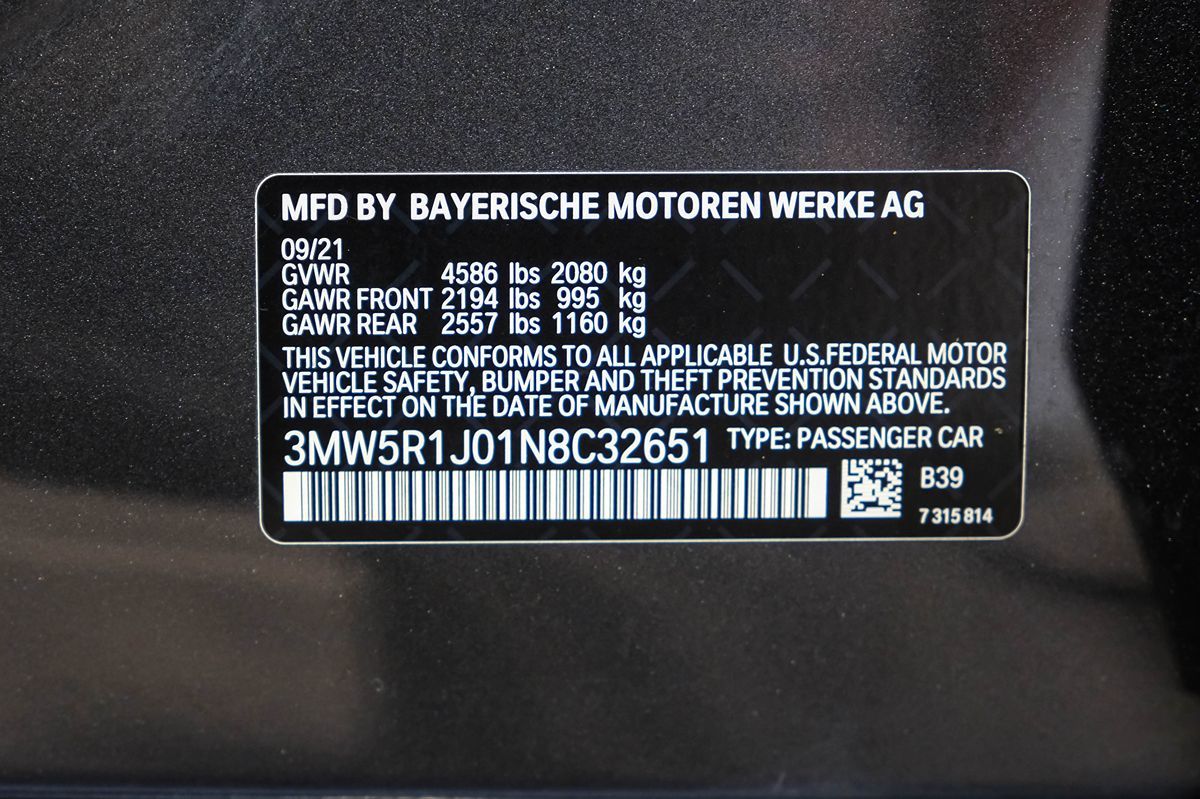 MFD BY BAYERISCHE MOTOREN WERKE AG
09/21
GVWR 4586 lbs 2080 kg
GAWR FRONT 2194 lbs 995 kg
GAWR REAR 2557 lbs 1160 kg
THIS VEHICLE CONFORMS TO ALL APPLICABLE U.S.FEDERAL MOTOR
VEHICLE SAFETY, BUMPER AND THEFT PREVENTION STANDARDS
IN EFFECT ON THE DATE OF MANUFACTURE SHOWN ABOVE.
3MW5R1J01N8C32651 TYPE: PASSENGER CAR
B39
7 315 814